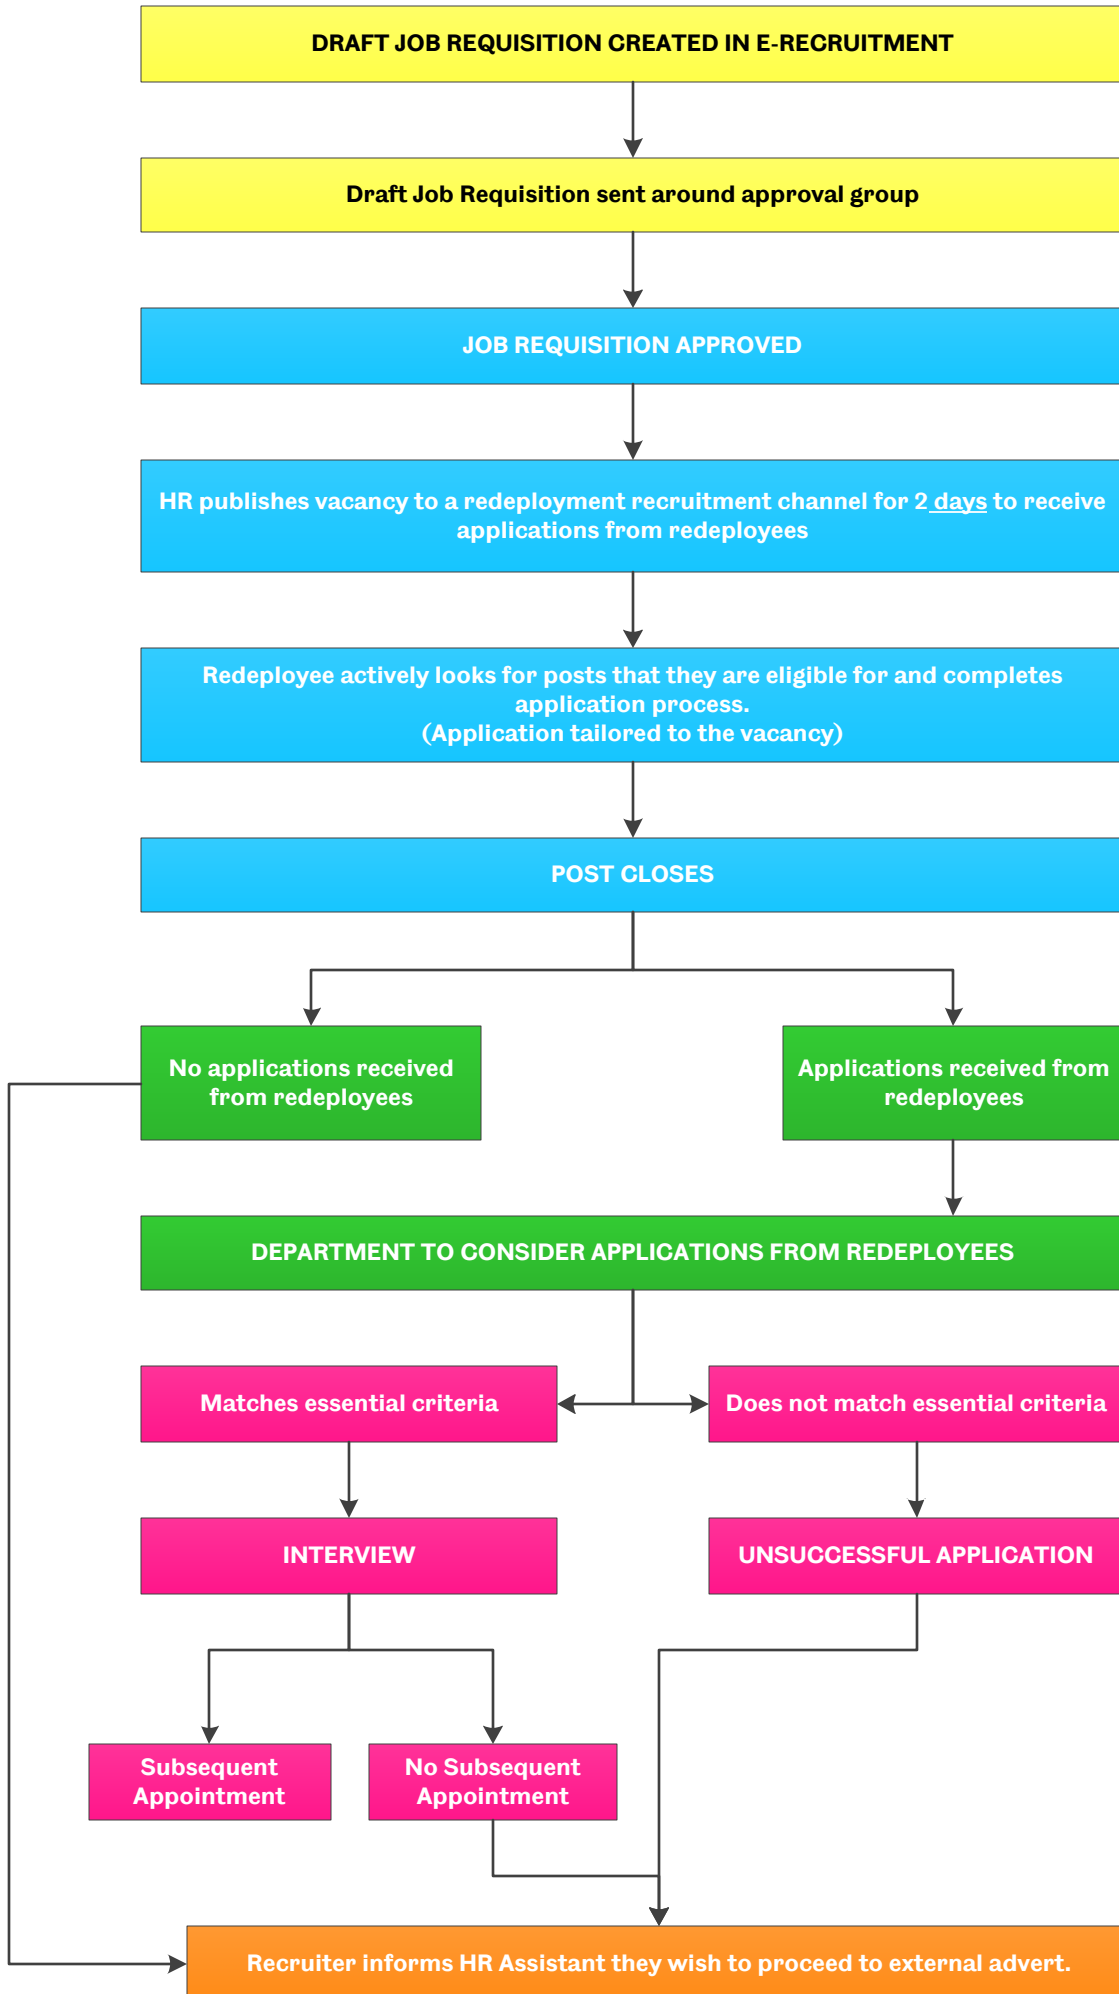 DRAFT JOB REQUISITION CREATED IN E-RECRUITMENT
Draft Job Requisition sent around approval group
JOB REQUISITION APPROVED
HR publishes vacancy to a redeployment recruitment channel for 2 days to receive
applications from redeployees
Redeployee actively looks for posts that they are eligible for and completes
application process.
(Application tailored to the vacancy)
POST CLOSES
No applications received
from redeployees
Applications received from
redeployees
DEPARTMENT TO CONSIDER APPLICATIONS FROM REDEPLOYEES
Matches essential criteria
Does not match essential criteria
INTERVIEW
UNSUCCESSFUL APPLICATION
Subsequent
Appointment
No Subsequent
Appointment
Recruiter informs HR Assistant they wish to proceed to external advert.